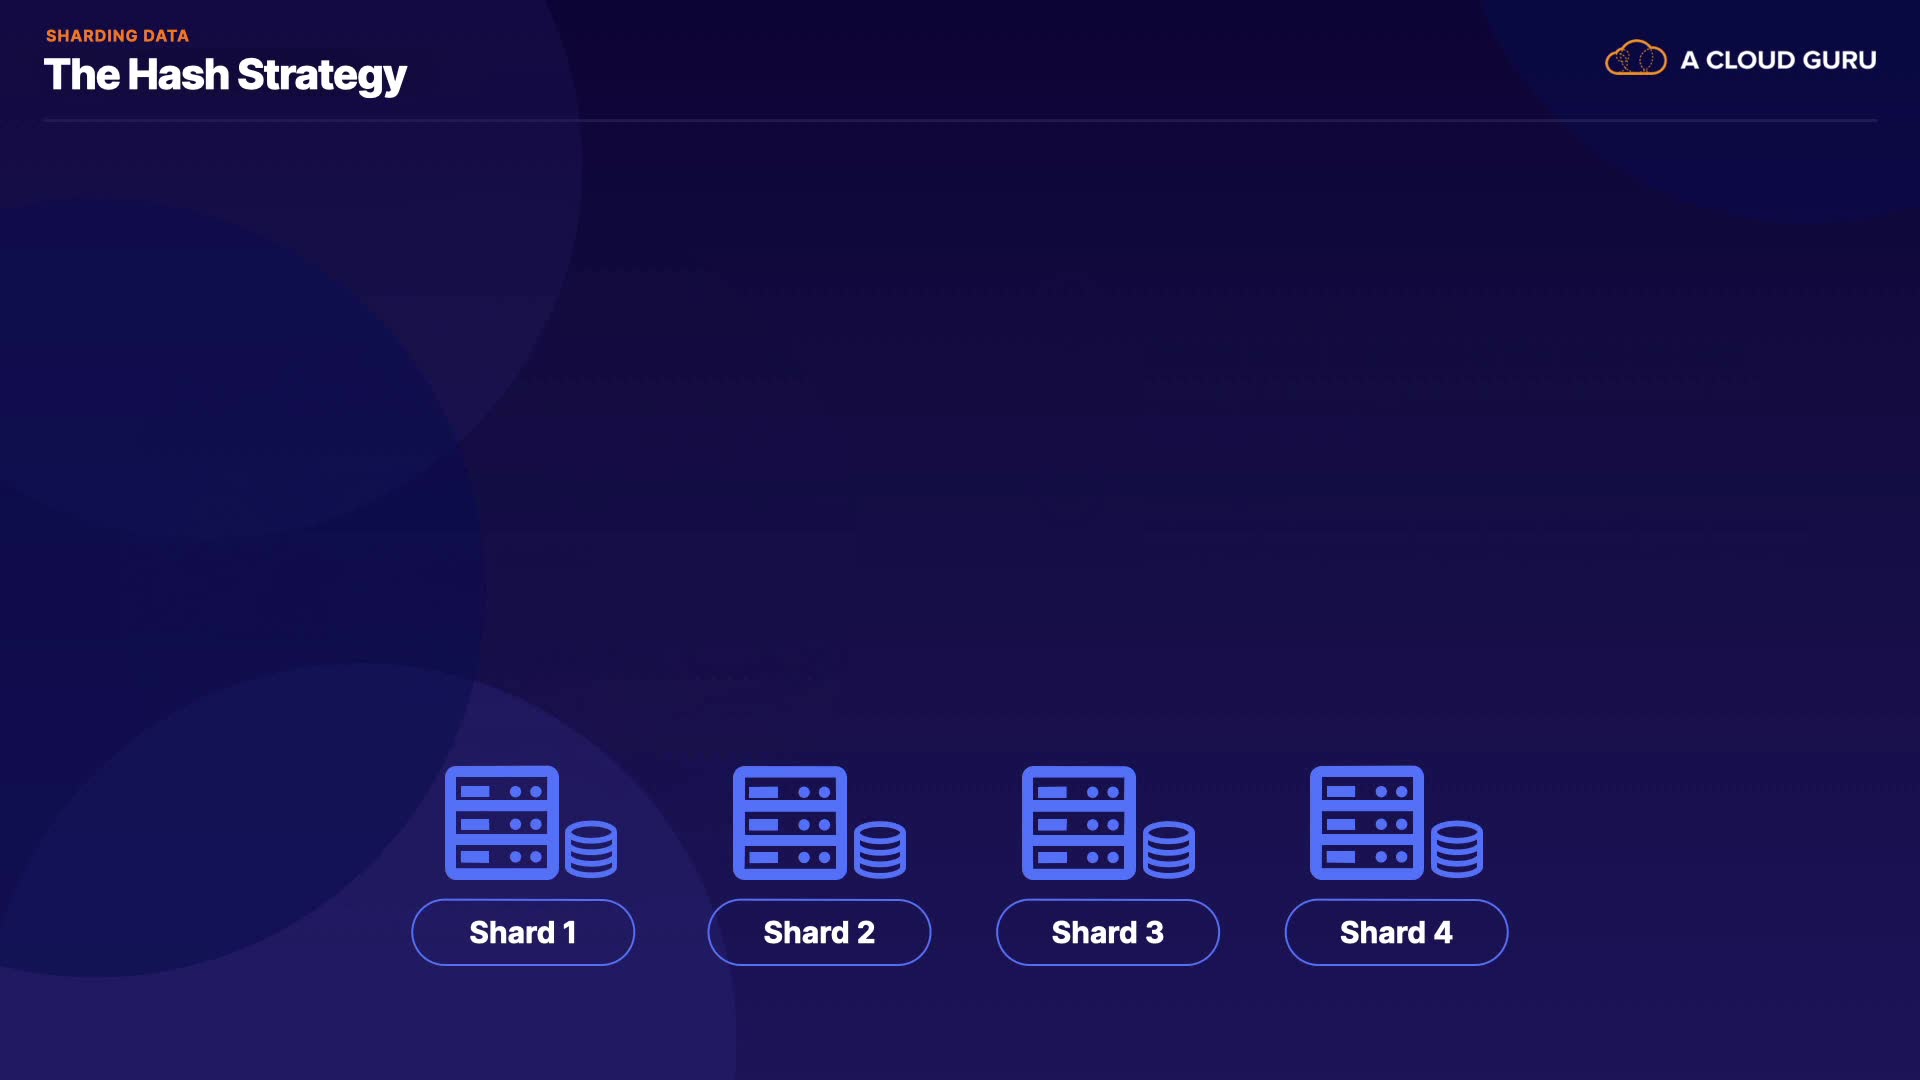 SHARDING DATA
The Hash Strategy
A CLOUD GURU
Shard 1
Shard 2
Shard 3
Shard 4